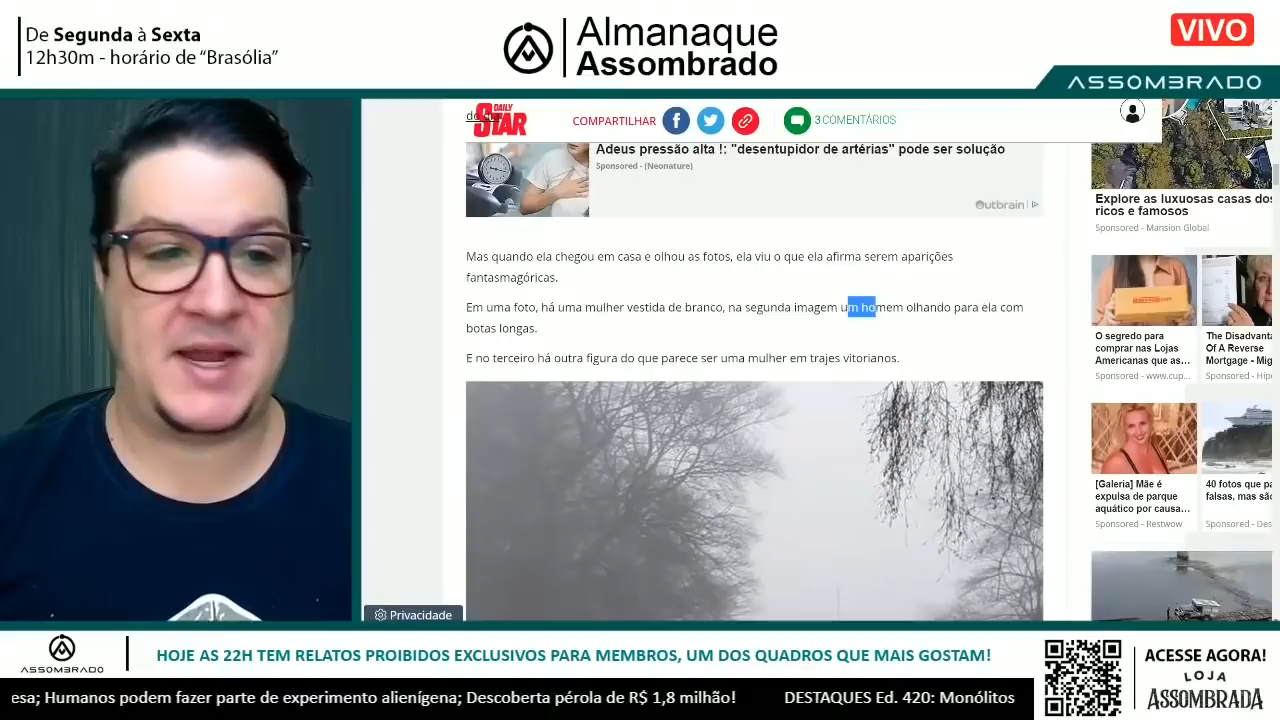 De Segunda à Sexta
12h30m - horário de “Brasólia”
Almanaque
Assombrado
VIVO
ASSOMBRADO
DAILY
STAR
COMPARTILHAR
3 COMENTÁRIOS
Adeus pressão alta !: "desentupidor de artérias" pode ser solução
Sponsored - (Neonature)
Outbrain
Mas quando ela chegou em casa e olhou as fotos, ela viu o que ela afirma serem aparições
fantasmagóricas.
Em uma foto, há uma mulher vestida de branco, na segunda imagem um homem olhando para ela com
botas longas.
E no terceiro há outra figura do que parece ser uma mulher em trajes vitorianos.
Privacidade
Explore as luxuosas casas dos
ricos e famosos
Sponsored - Mansion Global
O segredo para
comprar nas Lojas
Americanas que as...
Sponsored - www.cup...
The Disadvanta
Of A Reverse
Mortgage - Mig
Sponsored - Hip
[Galeria] Mãe é
expulsa de parque
aquático por causa...
Sponsored - Restwow
40 fotos que pa
falsas, mas são
Sponsored - Des
ASSOMBRADO
HOJE AS 22H TEM RELATOS PROIBIDOS EXCLUSIVOS PARA MEMBROS, UM DOS QUADROS QUE MAIS GOSTAM!
ACESSE AGORA!
LOJA
ASSOMBRADA
esa; Humanos podem fazer parte de experimento alienígena; Descoberta pérola de R$ 1,8 milhão! DESTAQUES Ed. 420: Monólitos